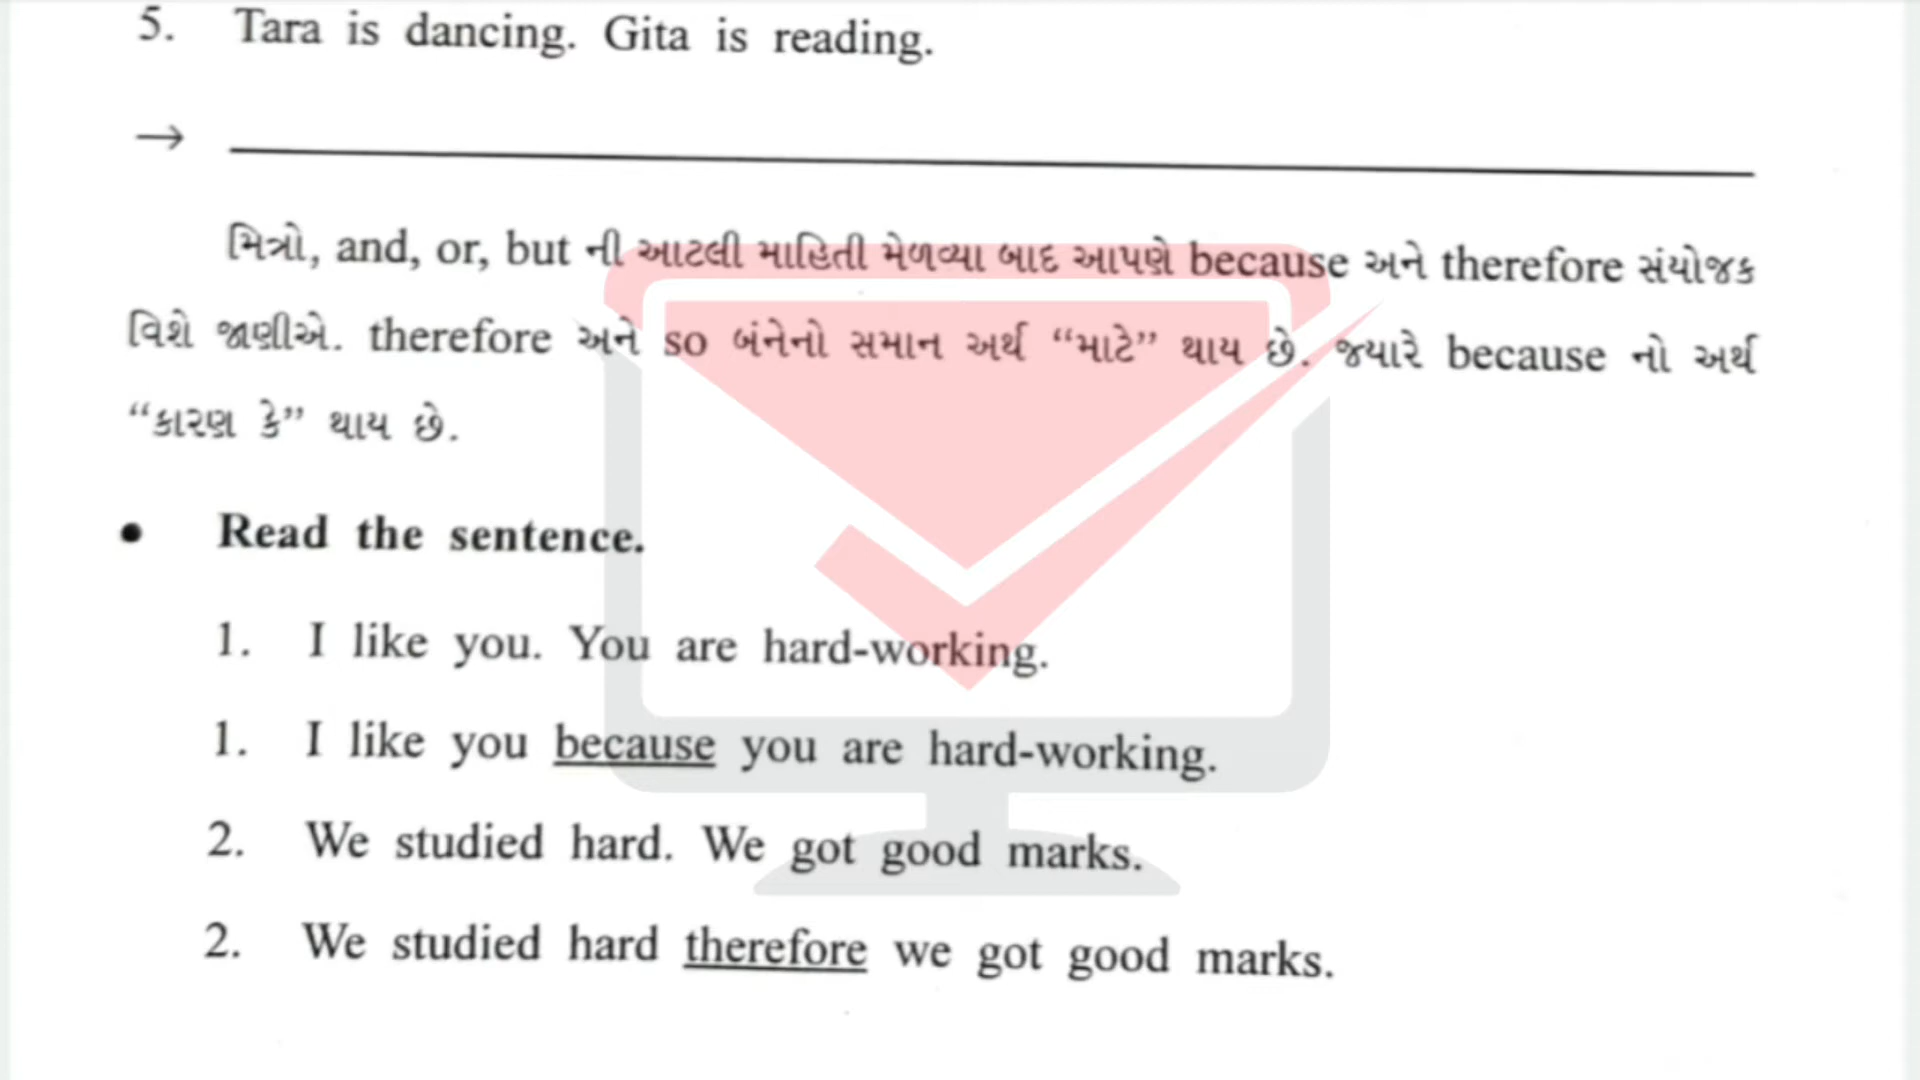 5. Tara is dancing. Gita is reading.
→
મિત્રો, and, or, but ની આટલી માહિતી મેળવ્યા બાદ આપણે because અને therefore સંયોજક
વિશે જાણીએ. therefore અને so બંનેનો સમાન અર્થ “માટે” થાય છે. જ્યારે because નો અર્થ
“કારણ કે” થાય છે.
● Read the sentence.
1. I like you. You are hard-working.
1. I like you because you are hard-working.
2. We studied hard. We got good marks.
2. We studied hard therefore we got good marks.